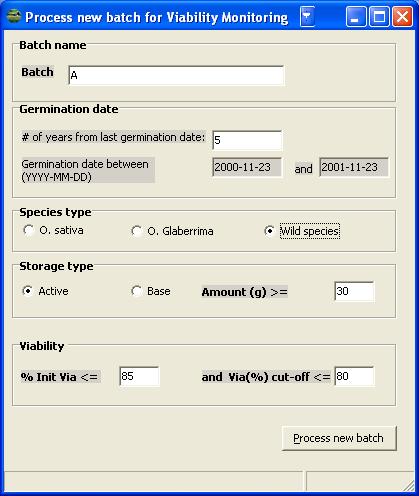 Process new batch for Viability Monitoring
Batch name
Batch A
Germination date
# of years from last germination date: 5
Germination date between 2000-11-23 and 2001-11-23
(YYYY-MM-DD)
Species type
O. sativa O. Glaberrima Wild species
Storage type
Active Base Amount (g) >= 30
Viability
% Init Via <= 85 and Via(%) cut-off <= 80
Process new batch